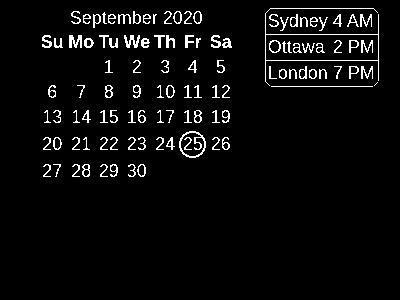 September 2020
Su Mo Tu We Th Fr Sa
1 2 3 4 5
6 7 8 9 10 11 12
13 14 15 16 17 18 19
20 21 22 23 24 25 26
27 28 29 30
Sydney 4 AM
Ottawa 2 PM
London 7 PM